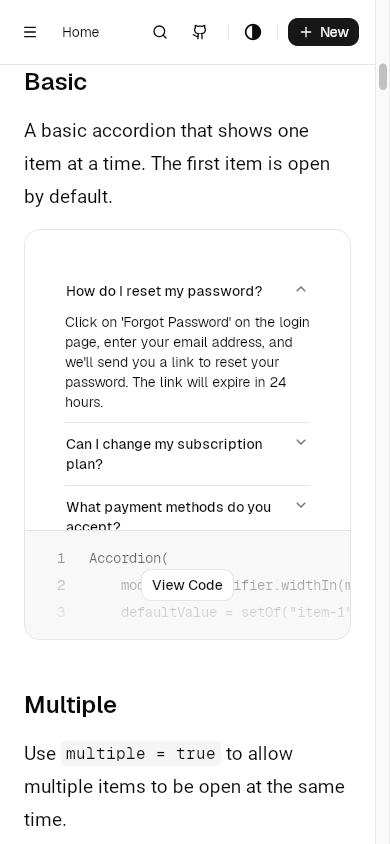 Home
New
Basic
A basic accordion that shows one
item at a time. The first item is open
by default.
How do I reset my password?
Click on 'Forgot Password' on the login
page, enter your email address, and
we'll send you a link to reset your
password. The link will expire in 24
hours.
Can I change my subscription
plan?
What payment methods do you
accept?
1 Accordion(
2 mod View Code ifier.widthIn(m
3 defaultValue = setOf("item-1"
Multiple
Use multiple = true to allow
multiple items to be open at the same
time.